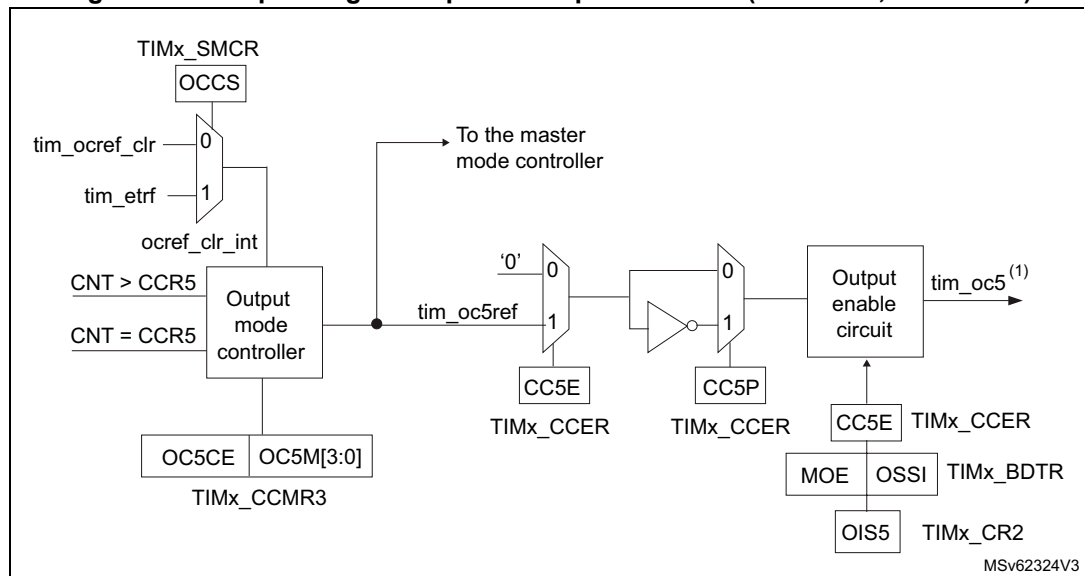 TIMx_SMCR
OCCS
tim_ocref_clr
0
To the master
mode controller
tim_etrf
1
ocref_clr_int
'0'
0
0
CNT > CCR5
Output
mode
controller
tim_oc5ref
1
1
Output
enable
circuit
tim_oc5 (1)
CNT = CCR5
CC5E
CC5P
TIMx_CCER
TIMx_CCER
CC5E
TIMx_CCER
OC5CE
OC5M[3:0]
MOE
OSSI
TIMx_BDTR
TIMx_CCMR3
OIS5
TIMx_CR2
MSv62324V3